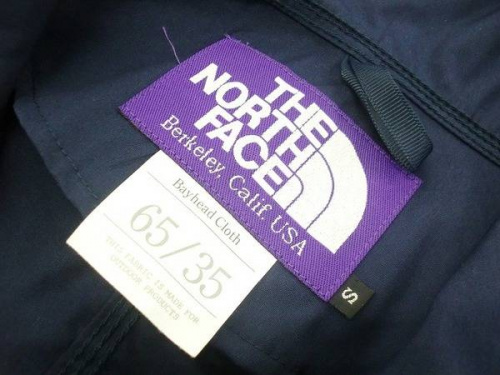 THE
NORTH
FACE
Berkeley, Calif. USA
S
Bayhead Cloth
65/35
THIS FABRIC IS MADE FOR
OUTDOOR PRODUCTS